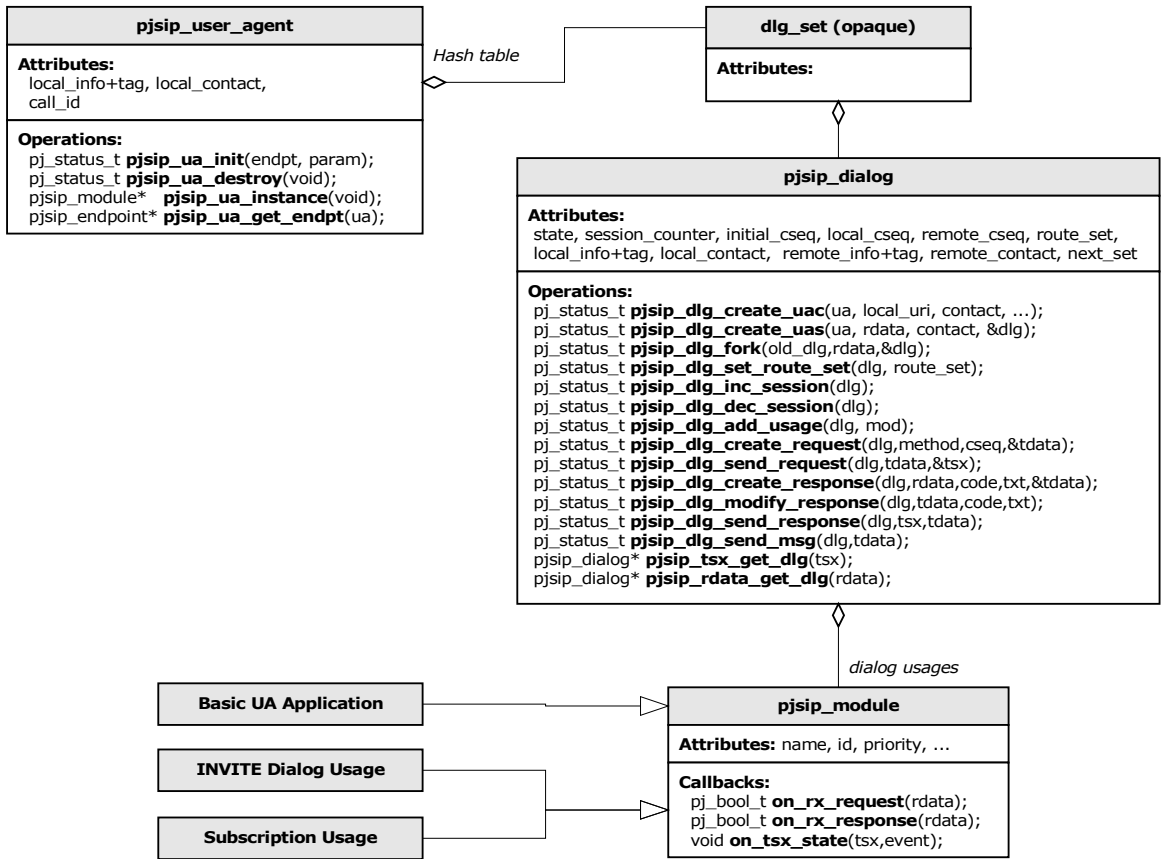 pjsip_user_agent
Attributes:
local_info+tag, local_contact,
call_id
Operations:
pj_status_t pjsip_ua_init(endpt, param);
pj_status_t pjsip_ua_destroy(void);
pjsip_module* pjsip_ua_instance(void);
pjsip_endpoint* pjsip_ua_get_endpt(ua);
Hash table
dlg_set (opaque)
Attributes:
pjsip_dialog
Attributes:
state, session_counter, initial_cseq, local_cseq, remote_cseq, route_set,
local_info+tag, local_contact, remote_info+tag, remote_contact, next_set
Operations:
pj_status_t pjsip_dlg_create_uac(ua, local_uri, contact, ...);
pj_status_t pjsip_dlg_create_uas(ua, rdata, contact, &dlg);
pj_status_t pjsip_dlg_fork(old_dlg,rdata,&dlg);
pj_status_t pjsip_dlg_set_route_set(dlg, route_set);
pj_status_t pjsip_dlg_inc_session(dlg);
pj_status_t pjsip_dlg_dec_session(dlg);
pj_status_t pjsip_dlg_add_usage(dlg, mod);
pj_status_t pjsip_dlg_create_request(dlg,method,cseq,&tdata);
pj_status_t pjsip_dlg_send_request(dlg,tdata,&tsx);
pj_status_t pjsip_dlg_create_response(dlg,rdata,code,txt,&tdata);
pj_status_t pjsip_dlg_modify_response(dlg,tdata,code,txt);
pj_status_t pjsip_dlg_send_response(dlg,tsx,tdata);
pj_status_t pjsip_dlg_send_msg(dlg,tdata);
pjsip_dialog* pjsip_tsx_get_dlg(tsx);
pjsip_dialog* pjsip_rdata_get_dlg(rdata);
dialog usages
Basic UA Application
INVITE Dialog Usage
Subscription Usage
pjsip_module
Attributes: name, id, priority, ...
Callbacks:
pj_bool_t on_rx_request(rdata);
pj_bool_t on_rx_response(rdata);
void on_tsx_state(tsx,event);